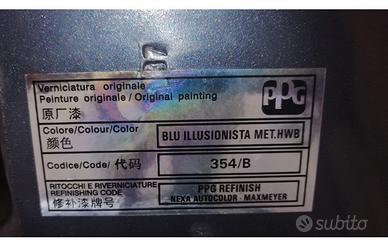 Verniciatura originale
Peinture originale/Original painting
原厂漆
PPG
Colore/Colour/Color/
颜色
BLU ILLUSIONISTA MET.HWB
Codice/Code/ 代码
354/B
RITOCCHI E RIVERNICIATURE
REFINISHING CODE
修补漆牌号
PPG REFINISH
NEXA AUTOCOLOR - MAXMEYER
subito